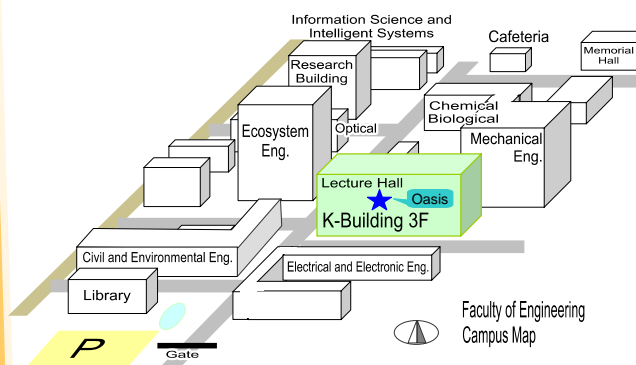 Information Science and
Intelligent Systems
Cafeteria
Memorial
Hall
Research
Building
Chemical
Biological
Ecosystem
Eng.
Optical
Mechanical
Eng.
Lecture Hall
Oasis
K-Building 3F
Civil and Environmental Eng.
Electrical and Electronic Eng.
Library
Faculty of Engineering
Campus Map
P
Gate